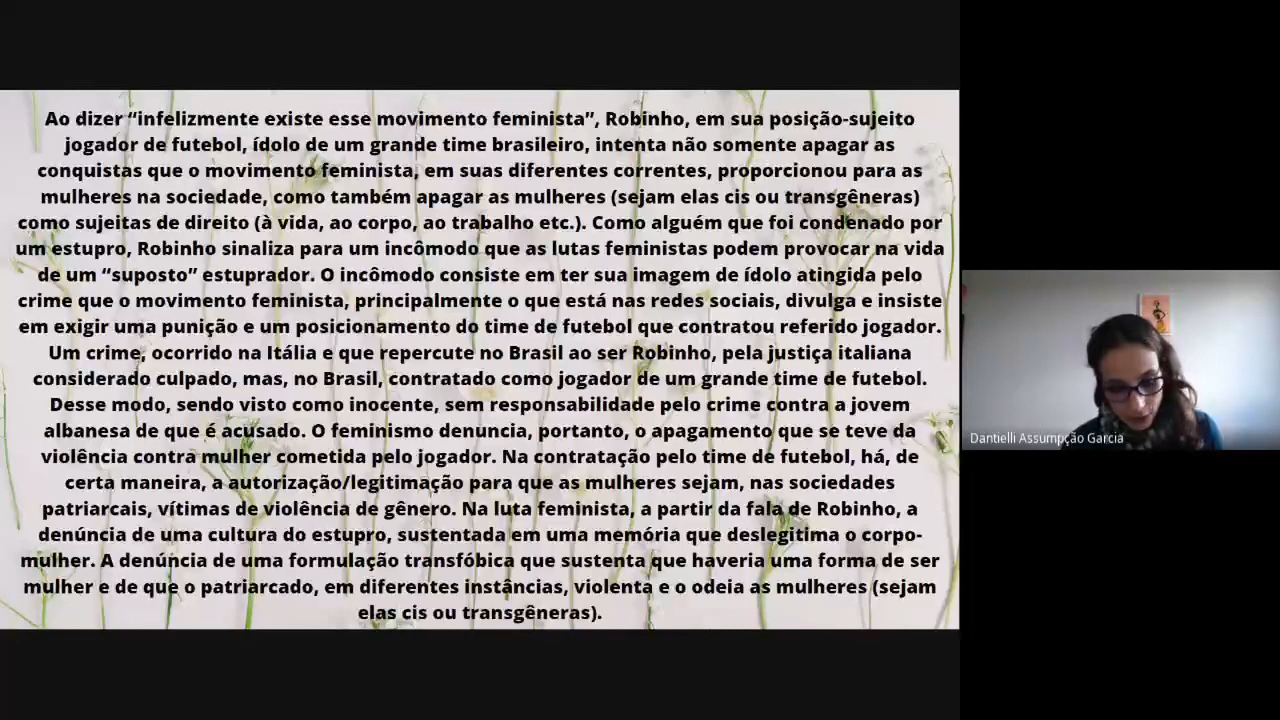 Ao dizer “infelizmente existe esse movimento feminista”, Robinho, em sua posição-sujeito
jogador de futebol, ídolo de um grande time brasileiro, intenta não somente apagar as
conquistas que o movimento feminista, em suas diferentes correntes, proporcionou para as
mulheres na sociedade, como também apagar as mulheres (sejam elas cis ou transgêneras)
como sujeitas de direito (à vida, ao corpo, ao trabalho etc.). Como alguém que foi condenado por
um estupro, Robinho sinaliza para um incômodo que as lutas feministas podem provocar na vida
de um “suposto” estuprador. O incômodo consiste em ter sua imagem de ídolo atingida pelo
crime que o movimento feminista, principalmente o que está nas redes sociais, divulga e insiste
em exigir uma punição e um posicionamento do time de futebol que contratou referido jogador.
Um crime, ocorrido na Itália e que repercute no Brasil ao ser Robinho, pela justiça italiana
considerado culpado, mas, no Brasil, contratado como jogador de um grande time de futebol.
Desse modo, sendo visto como inocente, sem responsabilidade pelo crime contra a jovem
albanesa de que é acusado. O feminismo denuncia, portanto, o apagamento que se teve da
violência contra mulher cometida pelo jogador. Na contratação pelo time de futebol, há, de
certa maneira, a autorização/legitimação para que as mulheres sejam, nas sociedades
patriarcais, vítimas de violência de gênero. Na luta feminista, a partir da fala de Robinho, a
denúncia de uma cultura do estupro, sustentada em uma memória que deslegitima o corpo-
mulher. A denúncia de uma formulação transfóbica que sustenta que haveria uma forma de ser
mulher e de que o patriarcado, em diferentes instâncias, violenta e o odeia as mulheres (sejam
elas cis ou transgêneras).
Dantielli Assumpção Garcia